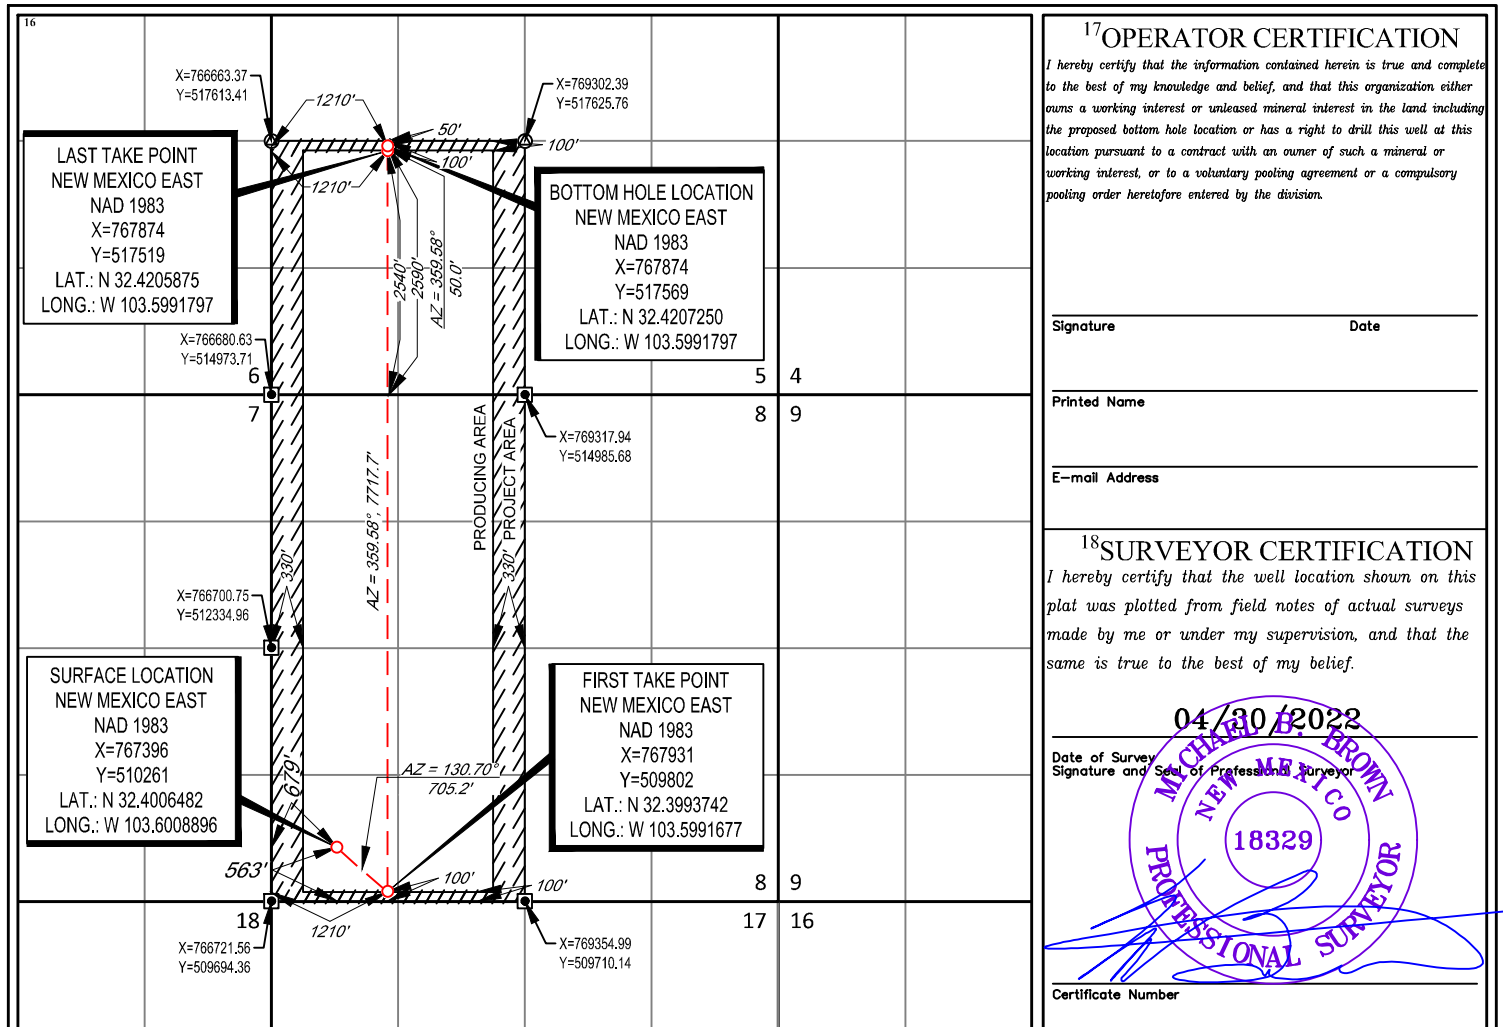 16
X=766663.37
Y=517613.41
1210'
50'
X=769302.39
Y=517625.76
100'
100'
1210'
LAST TAKE POINT
NEW MEXICO EAST
NAD 1983
X=767874
Y=517519
LAT.: N 32.4205875
LONG.: W 103.5991797
BOTTOM HOLE LOCATION
NEW MEXICO EAST
NAD 1983
X=767874
Y=517569
LAT.: N 32.4207250
LONG.: W 103.5991797
2540'
2590'
AZ = 359.58°
50.0'
X=766680.63
Y=514973.71
6
5
4
7
8
9
X=769317.94
Y=514985.68
PRODUCING AREA
PROJECT AREA
AZ = 359.58°, 7717.7'
330'
330'
X=766700.75
Y=512334.96
SURFACE LOCATION
NEW MEXICO EAST
NAD 1983
X=767396
Y=510261
LAT.: N 32.4006482
LONG.: W 103.6008896
FIRST TAKE POINT
NEW MEXICO EAST
NAD 1983
X=767931
Y=509802
LAT.: N 32.3993742
LONG.: W 103.5991677
679'
AZ = 130.70°
705.2'
563'
100'
100'
8
9
18
1210'
17
16
X=766721.56
Y=509694.36
X=769354.99
Y=509710.14
17OPERATOR CERTIFICATION
I hereby certify that the information contained herein is true and complete
to the best of my knowledge and belief, and that this organization either
owns a working interest or unleased mineral interest in the land including
the proposed bottom hole location or has a right to drill this well at this
location pursuant to a contract with an owner of such a mineral or
working interest, or to a voluntary pooling agreement or a compulsory
pooling order heretofore entered by the division.
Signature Date
Printed Name
E-mail Address
18SURVEYOR CERTIFICATION
I hereby certify that the well location shown on this
plat was plotted from field notes of actual surveys
made by me or under my supervision, and that the
same is true to the best of my belief.
04/20/2022
Date of Survey
Signature and Seal of Professional Surveyor
MICHAEL B. BROWN
NEW MEXICO
18329
PROFESSIONAL SURVEYOR
Certificate Number